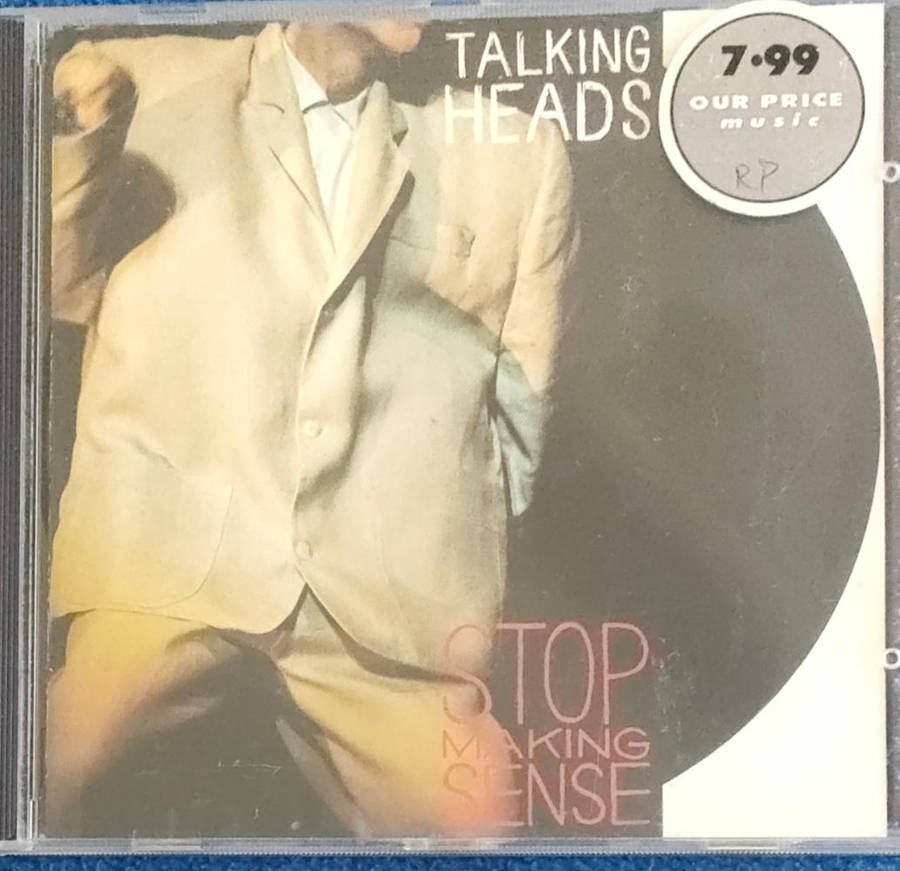 TALKING
HEADS
7•99
OUR PRICE
music
RP
STOP
MAKING
SENSE